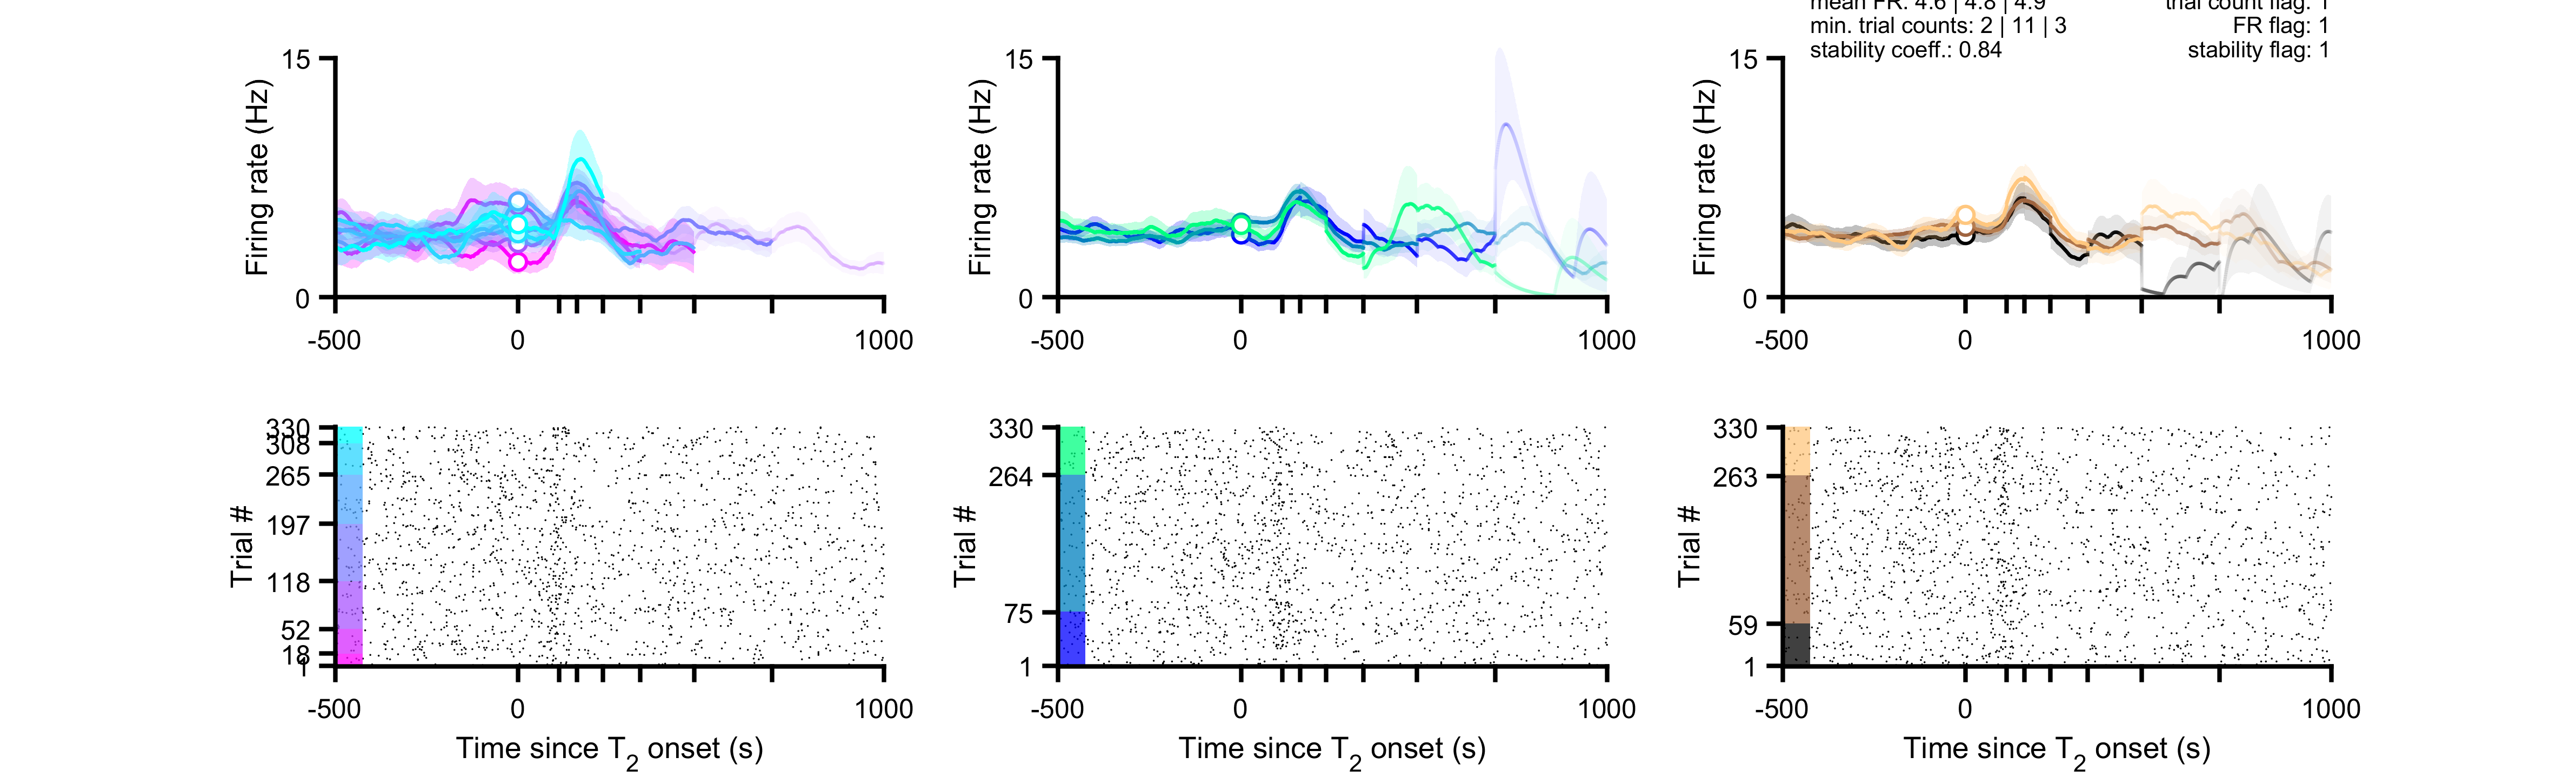 mean FR: 4.6 | 4.8 | 4.9 trial count flag: 1
min. trial counts: 2 | 11 | 3 FR flag: 1
stability coeff.: 0.84 stability flag: 1
15
Firing rate (Hz)
0
-500 0 1000
15
Firing rate (Hz)
0
-500 0 1000
15
Firing rate (Hz)
0
-500 0 1000
330
308
265
197
118
52
18
1
Trial #
-500 0 1000
Time since T2 onset (s)
330
264
75
1
Trial #
-500 0 1000
Time since T2 onset (s)
330
263
59
1
Trial #
-500 0 1000
Time since T2 onset (s)